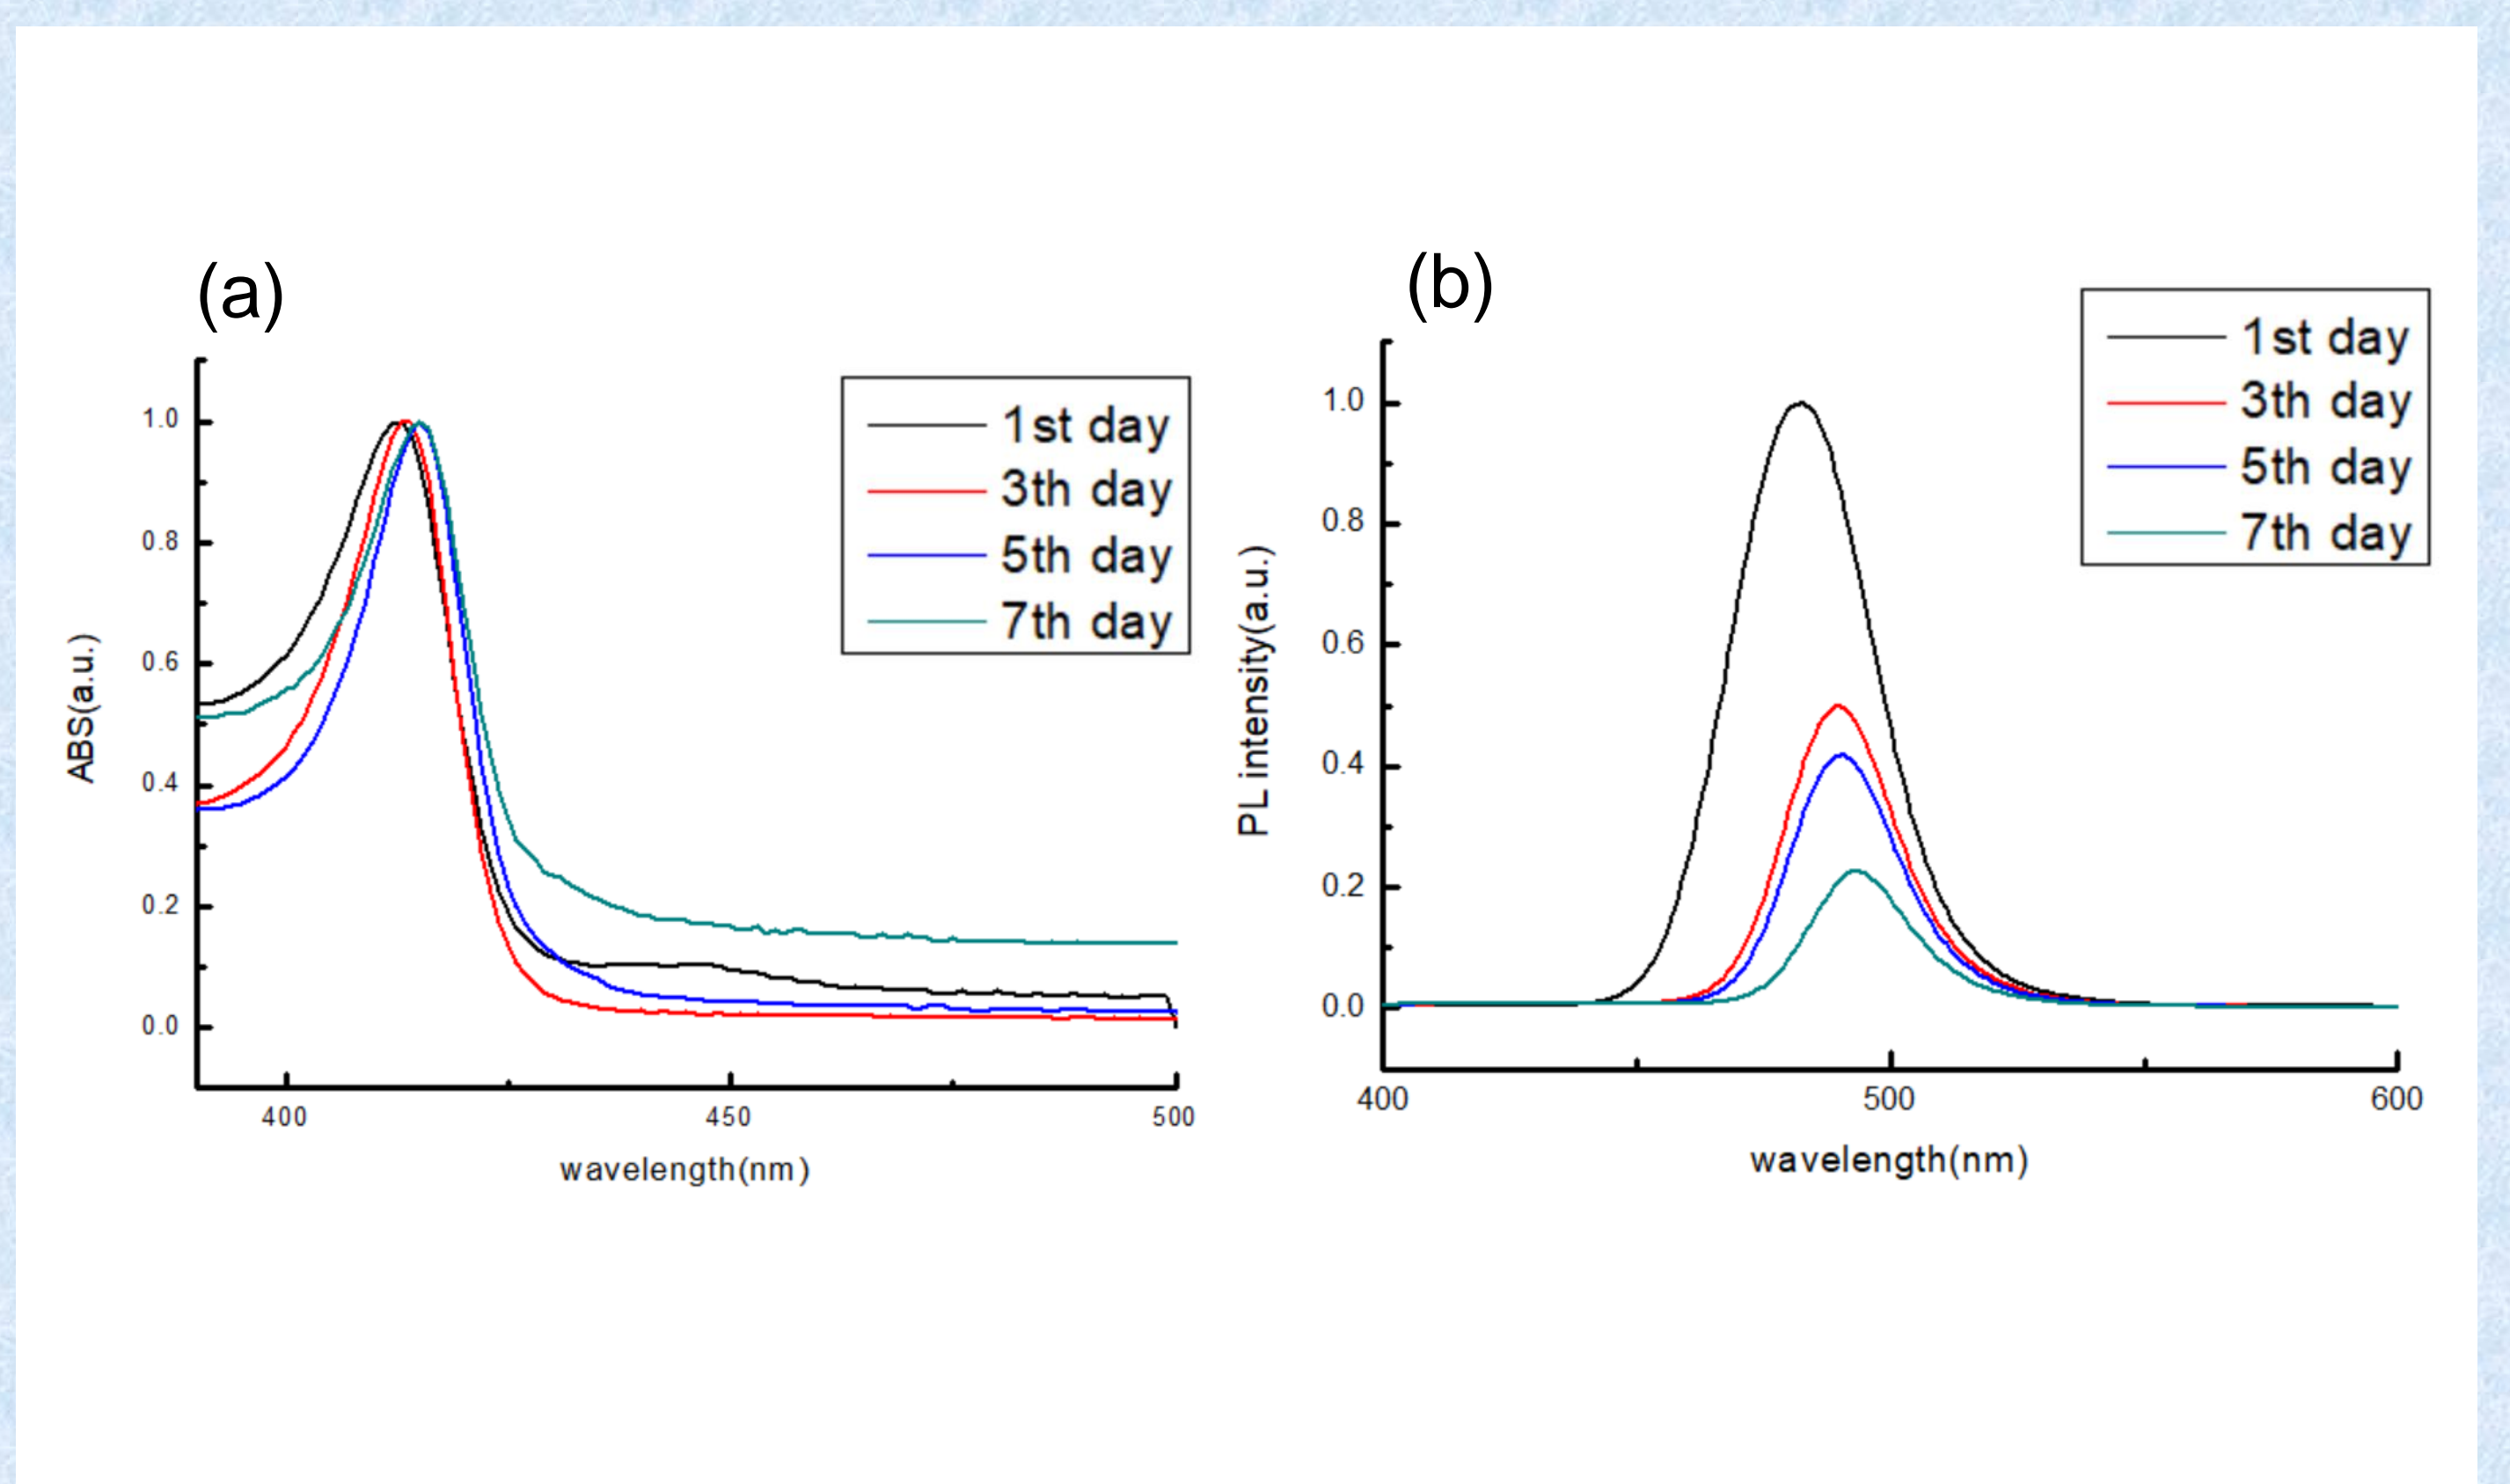 (a)
1st day
3th day
5th day
7th day
1.0
0.8
0.6
0.4
0.2
0.0
ABS(a.u.)
400
450
500
wavelength(nm)
(b)
1st day
3th day
5th day
7th day
1.0
0.8
0.6
0.4
0.2
0.0
PL intensity(a.u.)
400
500
600
wavelength(nm)